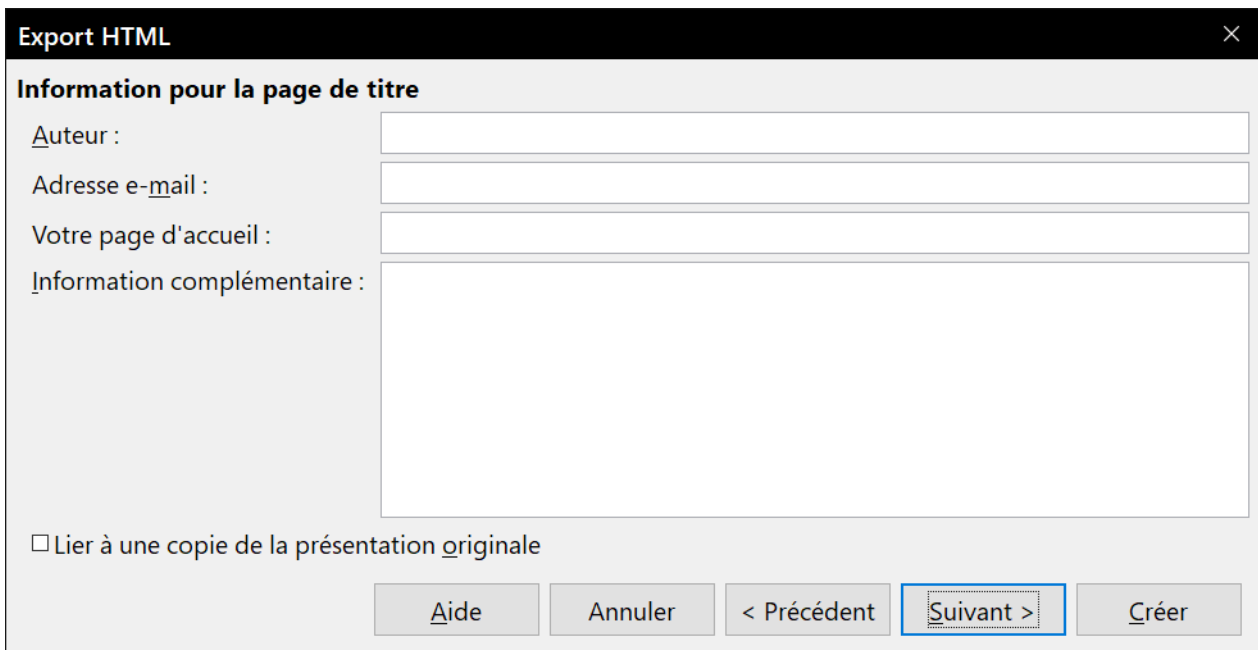 Export HTML
Information pour la page de titre
Auteur :
Adresse e-mail :
Votre page d'accueil :
Information complémentaire :
Lier à une copie de la présentation originale
Aide Annuler < Précédent Suivant > Créer